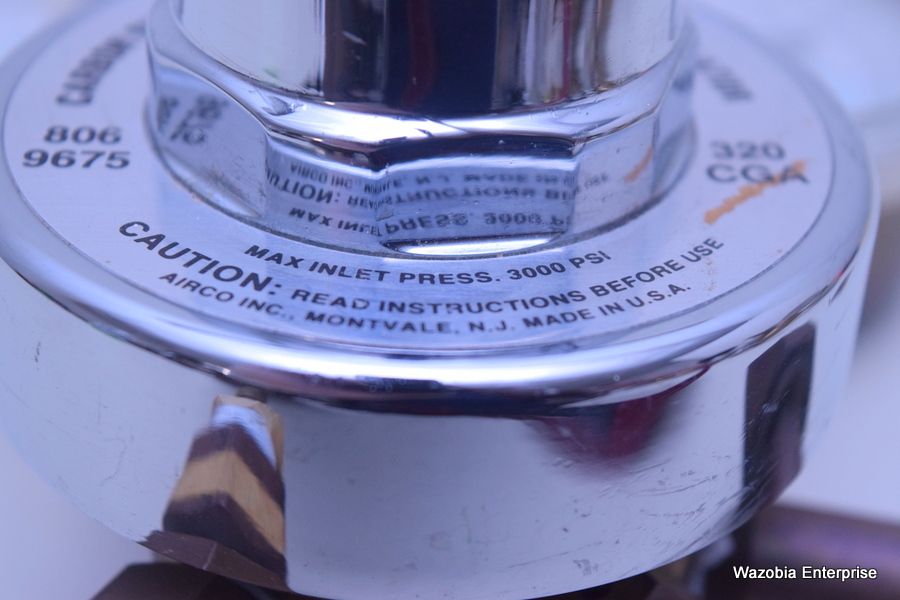 CARBON
806
9675
320
CGA
MAX INLET PRESS. 3000 PSI
CAUTION: READ INSTRUCTIONS BEFORE USE
AIRCO INC., MONTVALE, N.J. MADE IN U.S.A.
Wazobia Enterprise